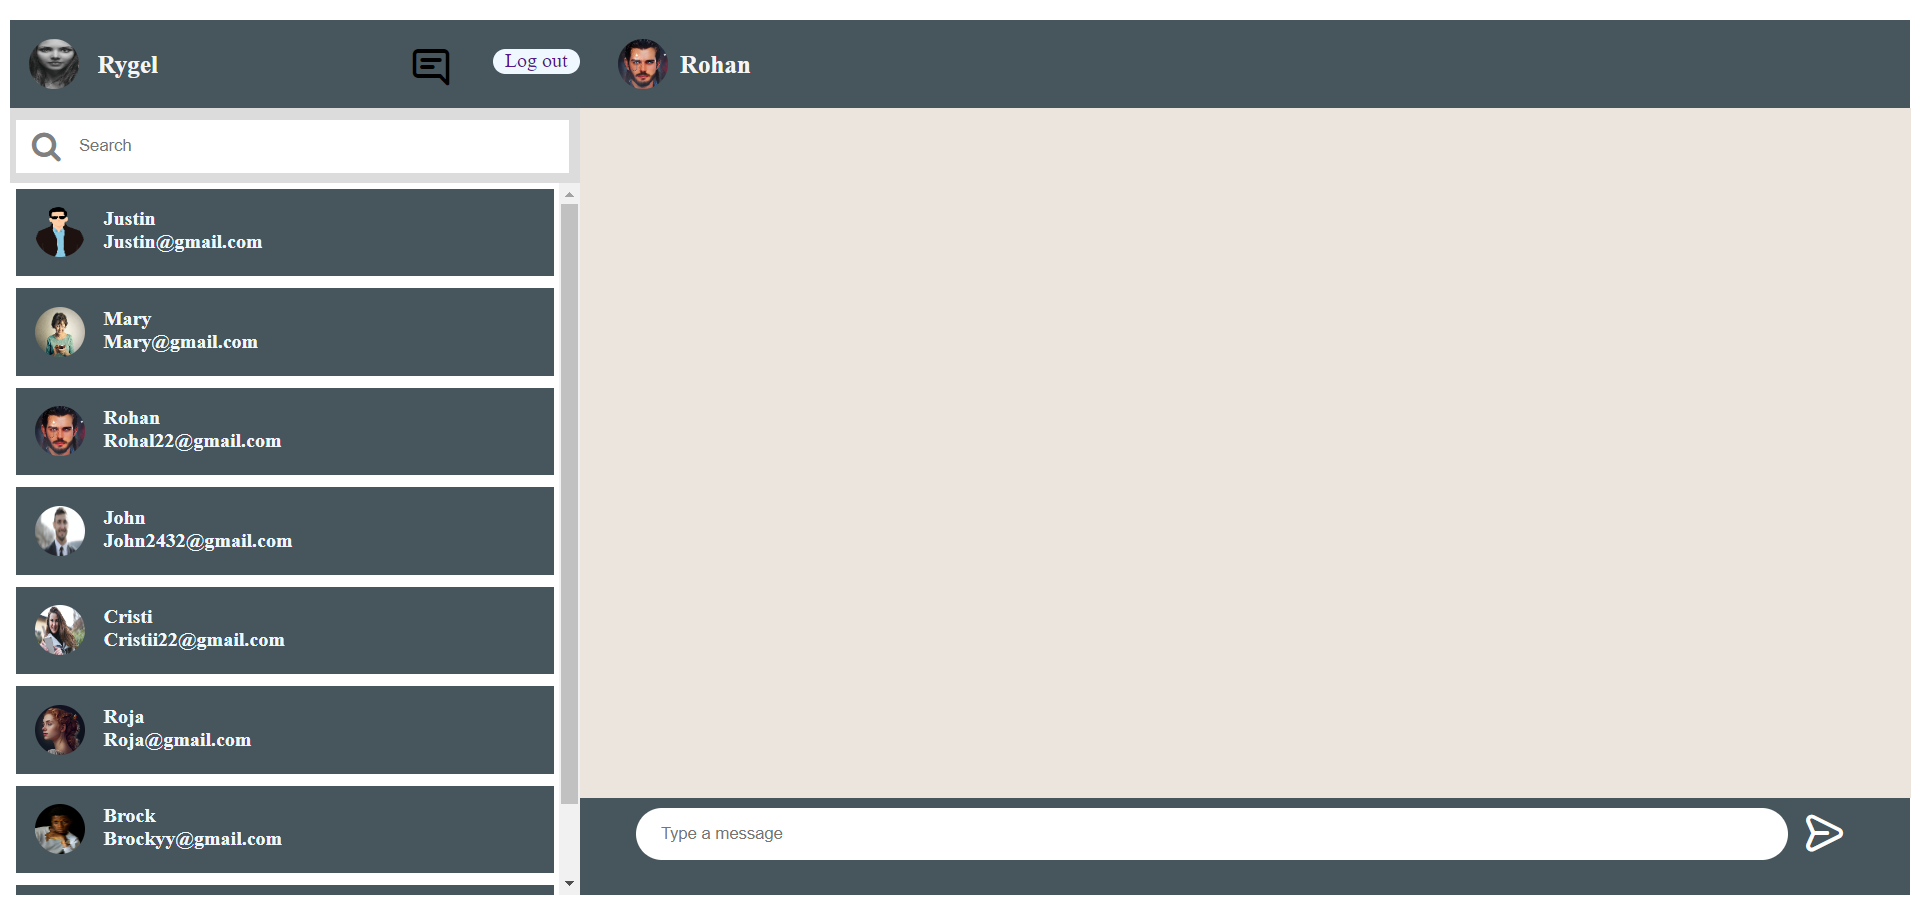 Rygel
Log out
Rohan
Search
Justin
Justin@gmail.com
Mary
Mary@gmail.com
Rohan
Rohal22@gmail.com
John
John2432@gmail.com
Cristi
Cristii22@gmail.com
Roja
Roja@gmail.com
Brock
Brockyy@gmail.com
Type a message